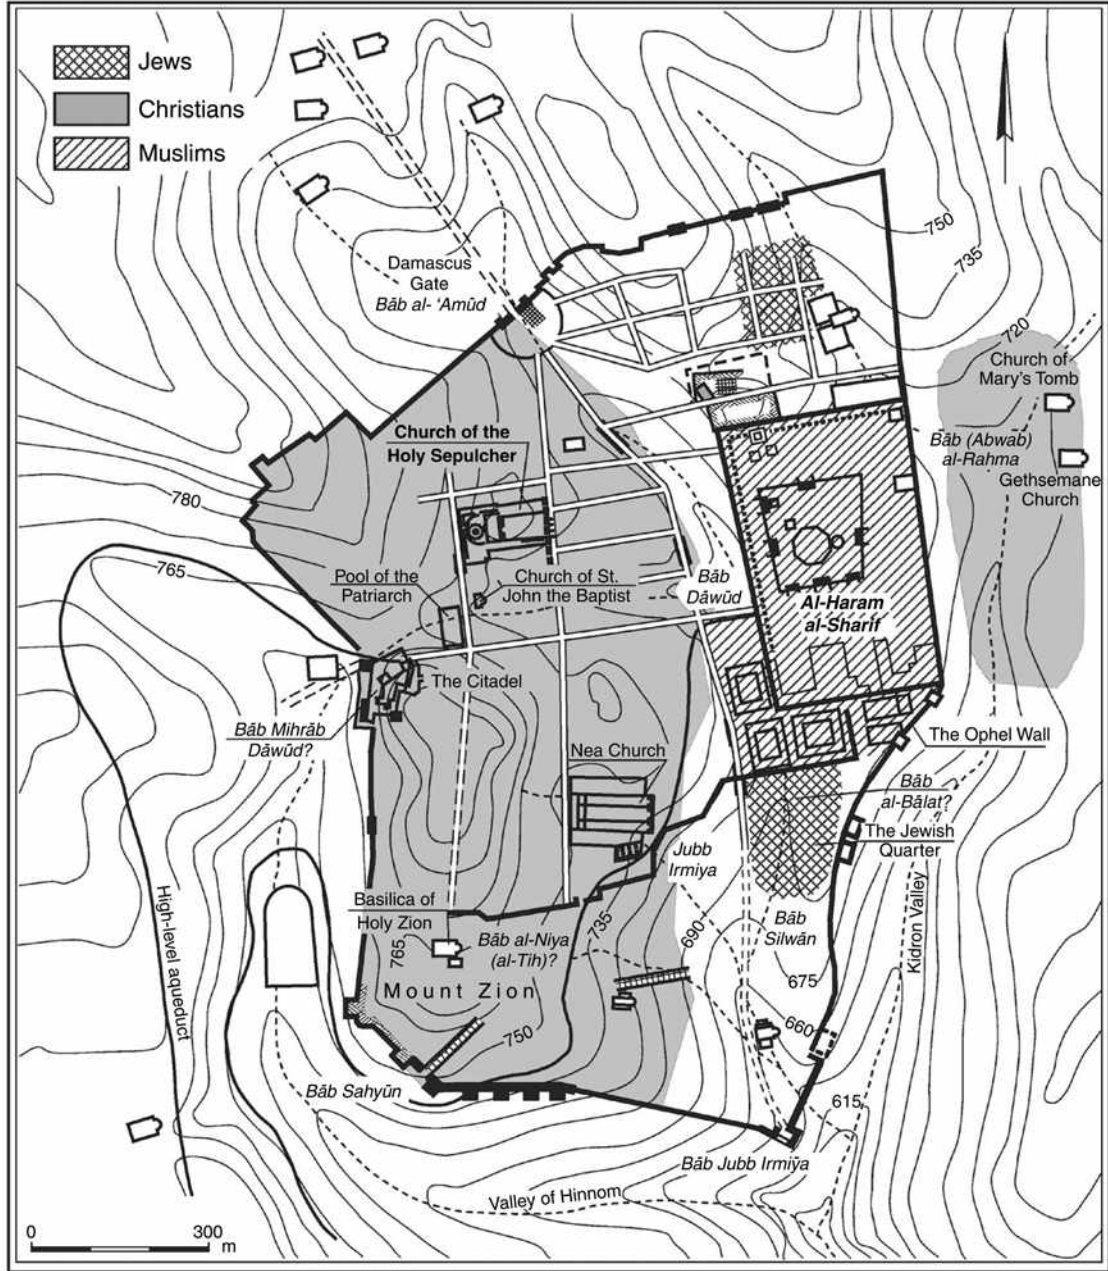 Jews
Christians
Muslims
750
735
720
Damascus
Gate
Bāb al- ‘Amūd
Church of
Mary's Tomb
Church of the
Holy Sepulcher
Bāb (Abwab)
al-Rahma
Gethsemane
Church
780
765
Pool of the
Patriarch
Church of St.
John the Baptist
Bāb
Dāwūd
Al-Haram
al-Sharif
The Citadel
Bāb Mihrāb
Dāwūd?
Nea Church
The Ophel Wall
Bāb
al-Bālat?
The Jewish
Quarter
Jubb
Irmiya
High-level aqueduct
Basilica of
Holy Zion
Bāb al-Niya
(al-Tih)?
735
765
690
Bāb
Silwān
Kidron Valley
675
Mount Zion
750
660
Bāb Sahyūn
615
Bāb Jubb Irmiȳa
Valley of Hinnom
0
300
m